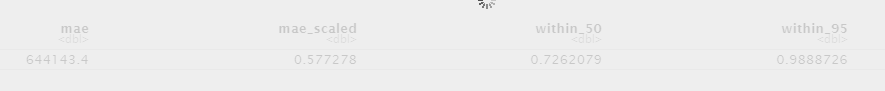 mae mae_scaled within_50 within_95
<dbl> <dbl> <dbl> <dbl>
644143.4 0.577278 0.7262079 0.9888726